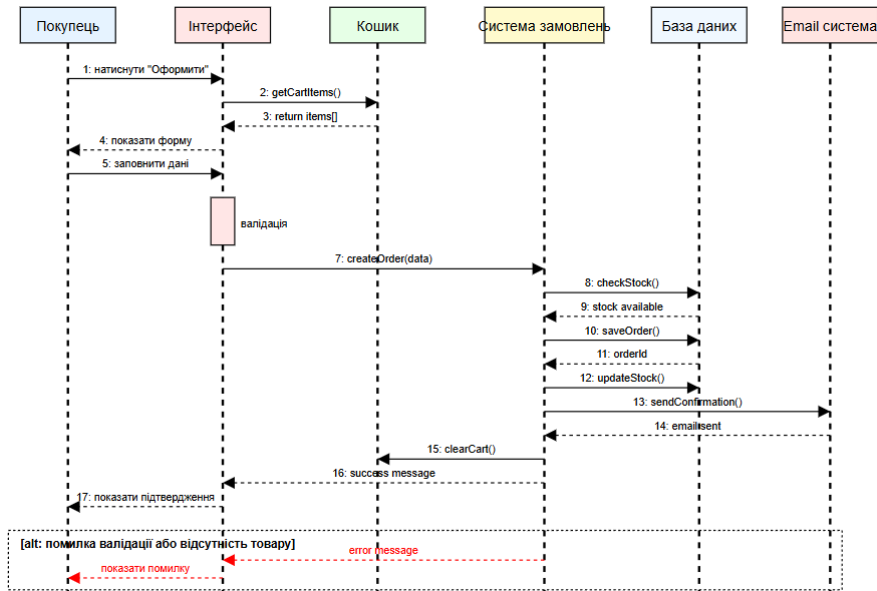 Покупець
Інтерфейс
Кошик
Система замовлень
База даних
Email система
1: натиснути "Оформити"
2: getCartItems()
3: return items[]
4: показати форму
5: заповнити дані
валідація
7: createOrder(data)
8: checkStock()
9: stock available
10: saveOrder()
11: orderId
12: updateStock()
13: sendConfirmation()
14: email sent
15: clearCart()
16: success message
17: показати підтвердження
[alt: помилка валідації або відсутність товару]
error message
показати помилку